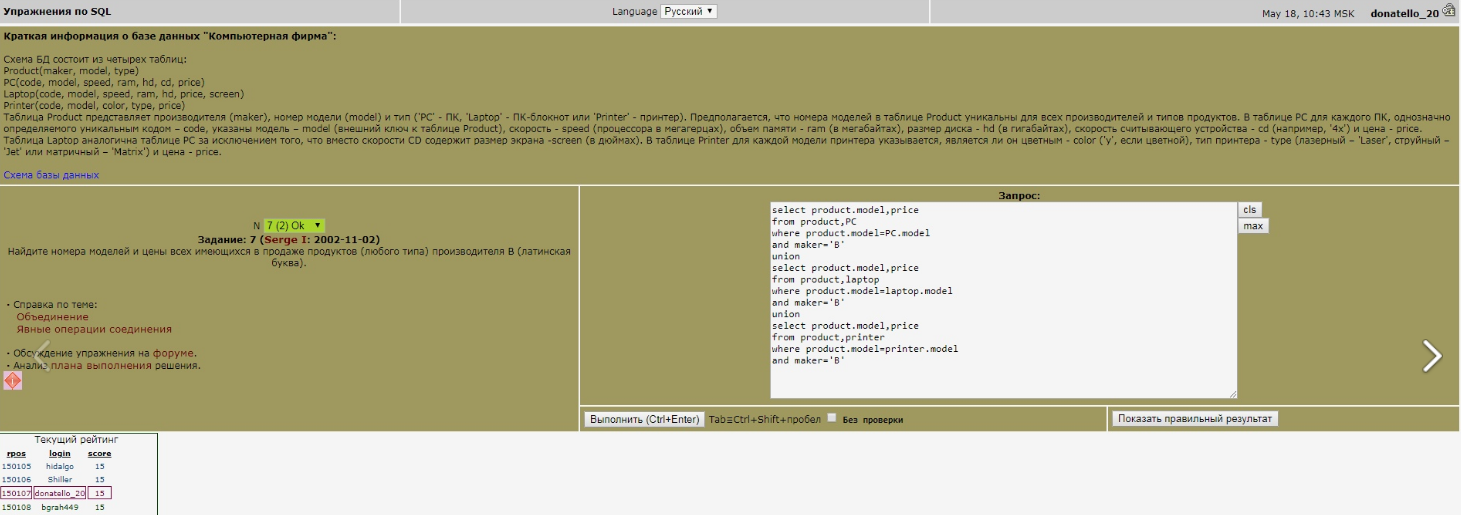 Упражнения по SQL
Language Русский
May 18, 10:43 MSK donatello_20
Краткая информация о базе данных "Компьютерная фирма":
Схема БД состоит из четырех таблиц:
Product(maker, model, type)
PC(code, model, speed, ram, hd, cd, price)
Laptop(code, model, speed, ram, hd, price, screen)
Printer(code, model, color, type, price)
Таблица Product представляет производителя (maker), номер модели (model) и тип ('PC' - ПК, 'Laptop' - ПК-блокнот или 'Printer' - принтер). Предполагается, что номера моделей в таблице Product уникальны для всех производителей и типов продуктов. В таблице PC для каждого ПК, однозначно
определяемого уникальным кодом – code, указаны модель – model (внешний ключ к таблице Product), скорость - speed (процессора в мегагерцах), объем памяти - ram (в мегабайтах), размер диска - hd (в гигабайтах), скорость считывающего устройства - cd (например, '4x') и цена - price.
Таблица Laptop аналогична таблице РС за исключением того, что вместо скорости CD содержит размер экрана -screen (в дюймах). В таблице Printer для каждой модели принтера указывается, является ли он цветным - color ('y', если цветной), тип принтера - type (лазерный – 'Laser', струйный –
'Jet' или матричный – 'Matrix') и цена - price.
Схема базы данных
N 7 (2) Ok
Задание: 7 (Serge I: 2002-11-02)
Найдите номера моделей и цены всех имеющихся в продаже продуктов (любого типа) производителя B (латинская
буква).
• Справка по теме:
Объединение
Явные операции соединения
• Обсуждение упражнения на форуме.
• Анализ плана выполнения решения.
Запрос:
select product.model,price
from product,PC
where product.model=PC.model
and maker='B'
union
select product.model,price
from product,laptop
where product.model=laptop.model
and maker='B'
union
select product.model,price
from product,printer
where product.model=printer.model
and maker='B'
cls
max
Выполнить (Ctrl+Enter) Tab≡Ctrl+Shift+пробел Без проверки
Показать правильный результат
Текущий рейтинг
rpos login score
150105 hidalgo 15
150106 Shiller 15
150107 donatello_20 15
150108 bgrah449 15